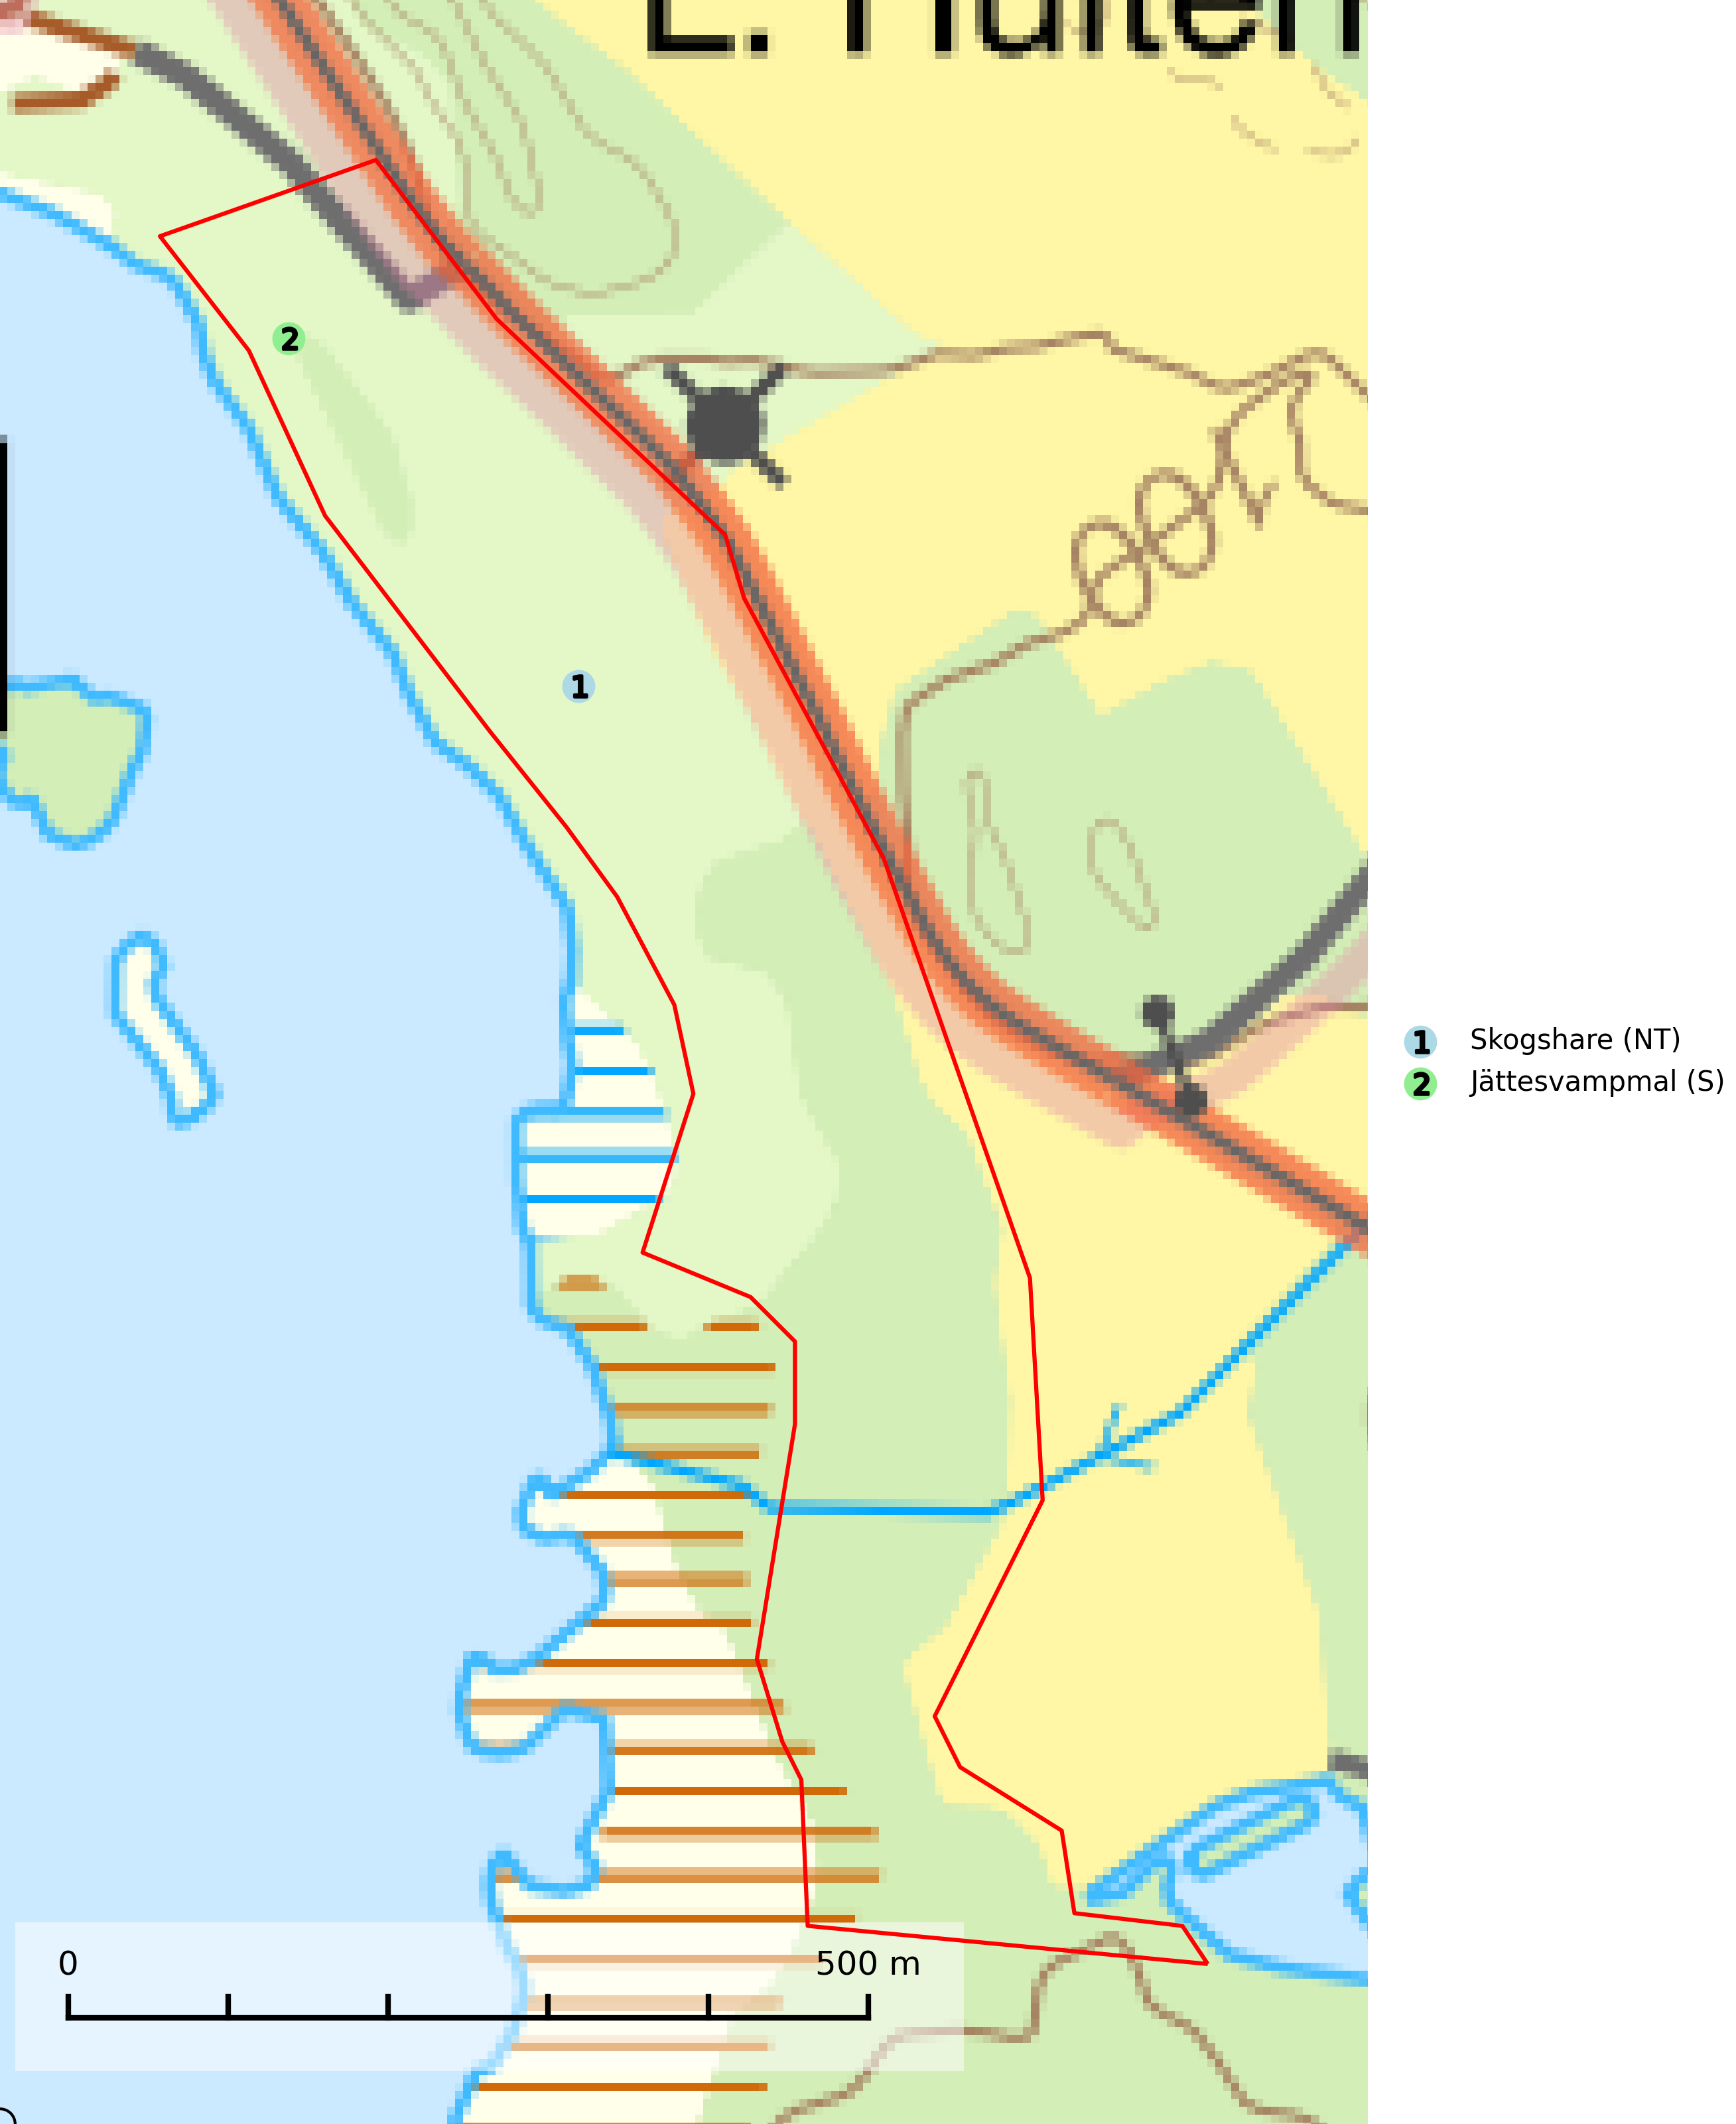 2
1
1 Skogshare (NT)
2 Jättesvampmal (S)
0 500 m